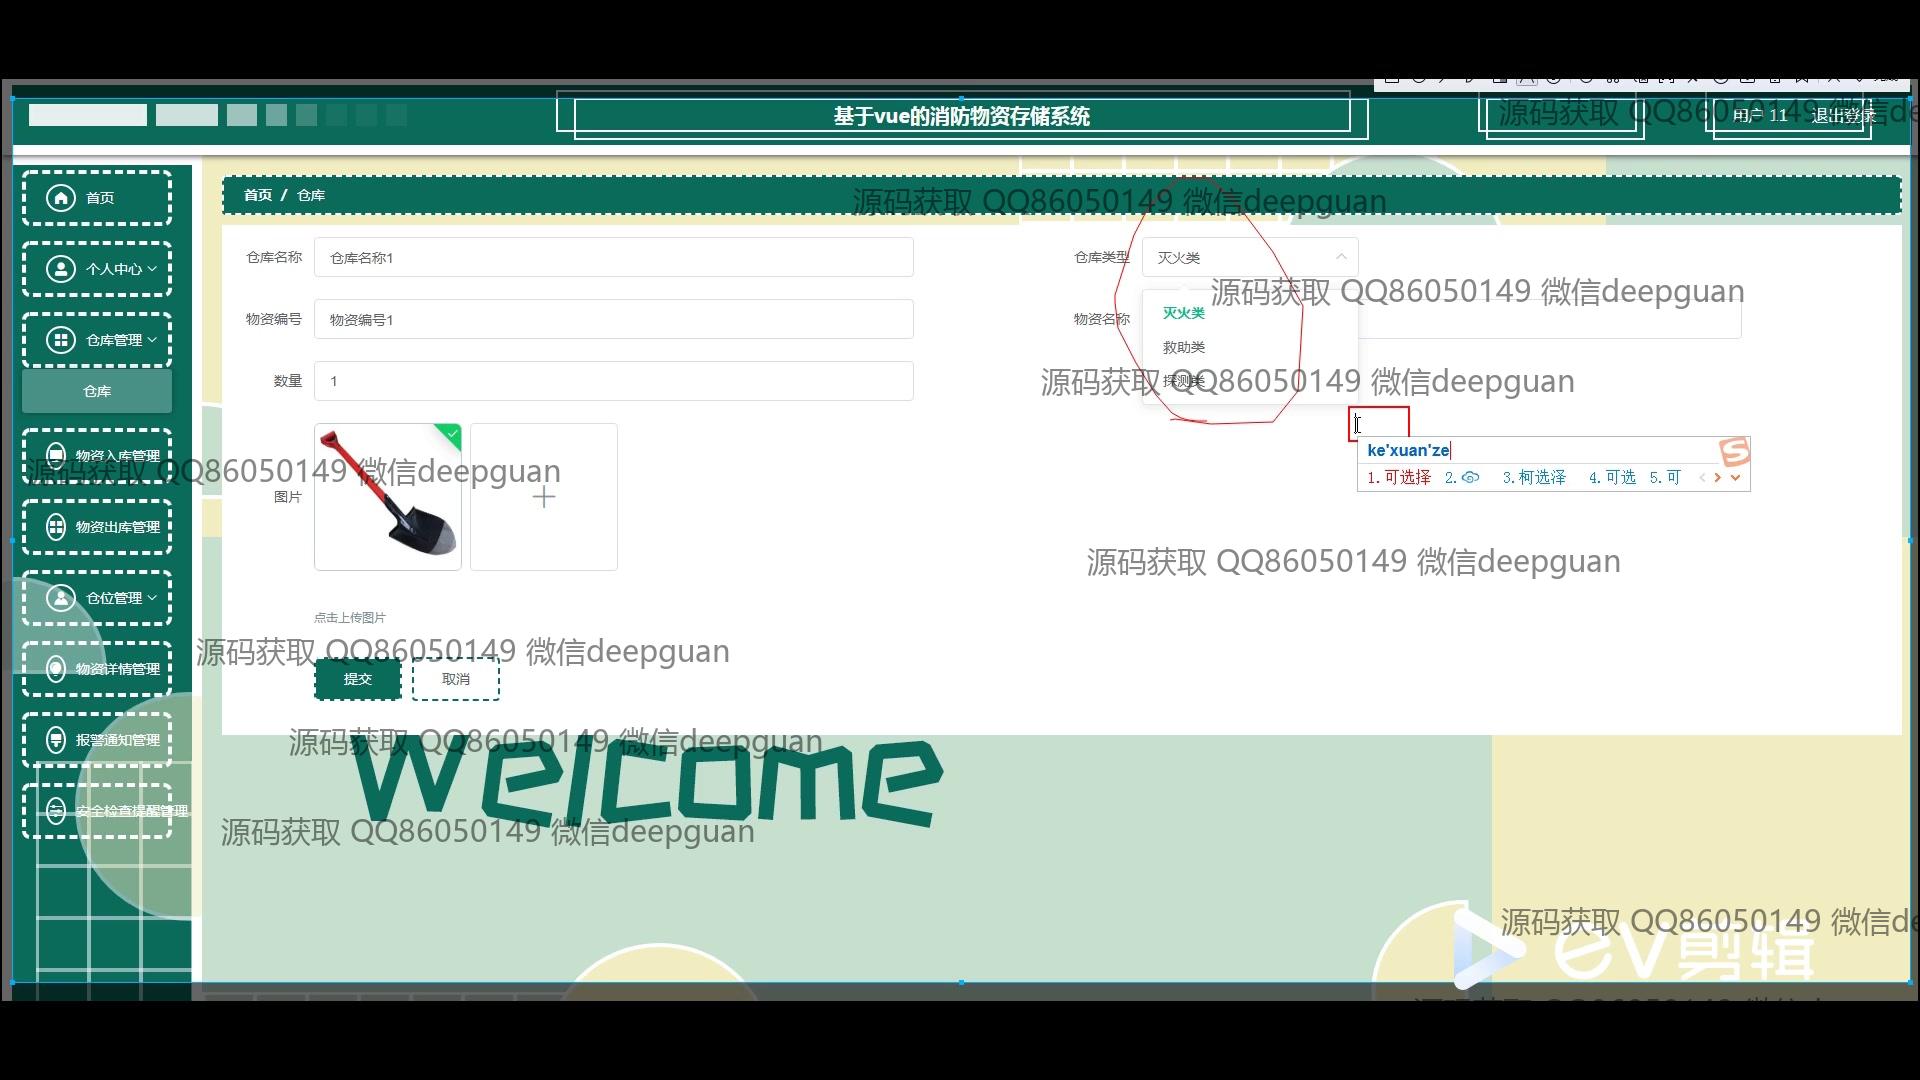 基于vue的消防物资存储系统
源码获取 QQ86050149 微信de
用户 11
退出登录
首页
首页 / 仓库
源码获取 QQ86050149 微信deepguan
个人中心
仓库名称
仓库名称1
仓库类型
灭火类
源码获取 QQ86050149 微信deepguan
仓库管理
物资编号
物资编号1
物资名称
灭火类
救助类
探测类
仓库
数量
1
源码获取 QQ86050149 微信deepguan
ke'xuan'ze
1.可选择 2. 3.柯选泽 4.可选 5.可
物资入库管理
源码获取 QQ86050149 微信deepguan
图片
物资出库管理
源码获取 QQ86050149 微信deepguan
仓位管理
点击上传图片
源码获取 QQ86050149 微信deepguan
物资详情管理
提交
取消
报警通知管理
源码获取 QQ86050149 微信deepguan
welcome
安全检查提醒管理
源码获取 QQ86050149 微信deepguan
源码获取 QQ86050149 微信de
ev剪辑